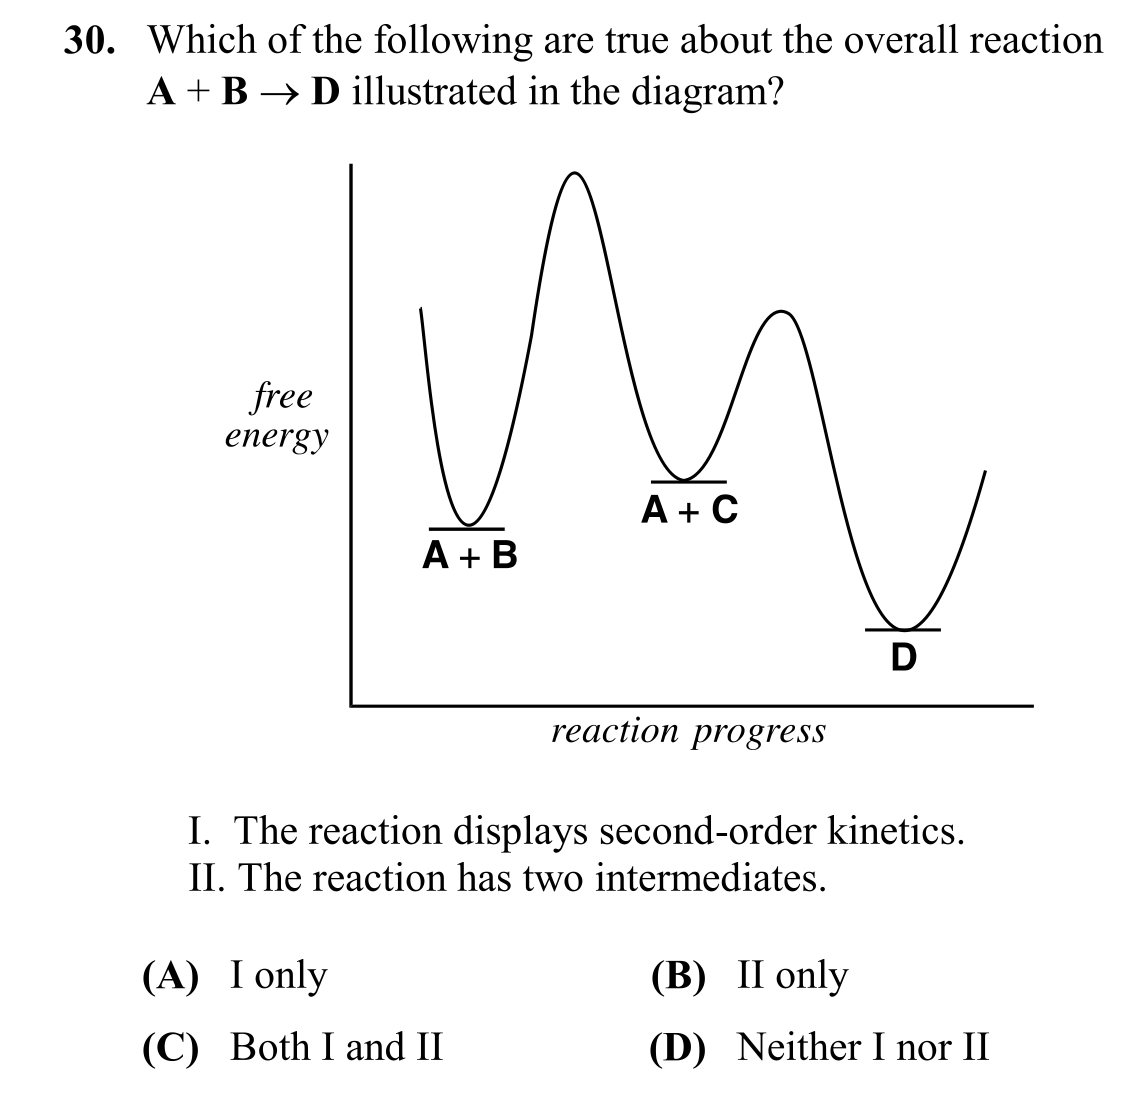 30. Which of the following are true about the overall reaction
A + B → D illustrated in the diagram?
free
energy
A + B
A + C
D
reaction progress
I. The reaction displays second-order kinetics.
II. The reaction has two intermediates.
(A) I only (B) II only
(C) Both I and II (D) Neither I nor II